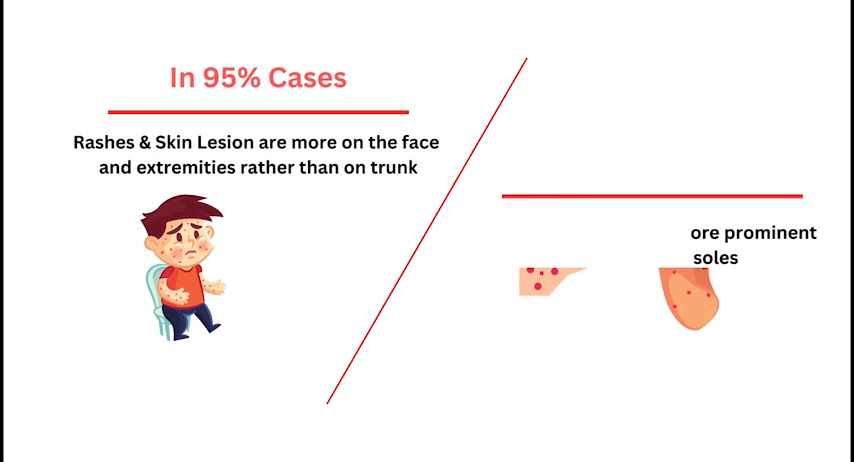 In 95% Cases
Rashes & Skin Lesion are more on the face
and extremities rather than on trunk
ore prominent
soles